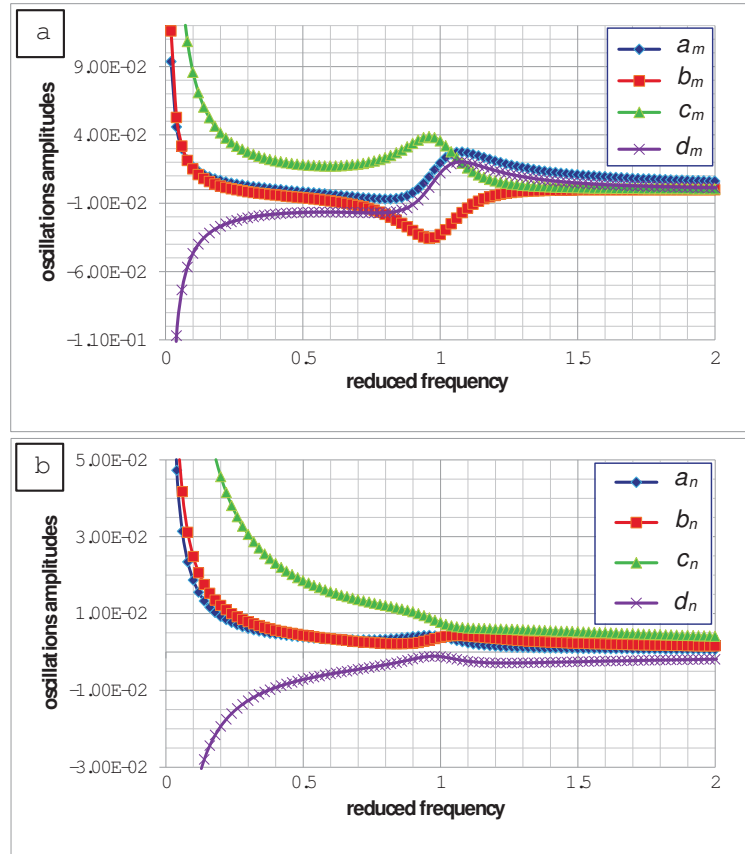 a
oscillations amplitudes
9.00E-02
4.00E-02
-1.00E-02
-6.00E-02
-1.10E-01
0
0.5
1
1.5
2
reduced frequency
am
bm
cm
dm
b
oscillations amplitudes
5.00E-02
3.00E-02
1.00E-02
-1.00E-02
-3.00E-02
0
0.5
1
1.5
2
reduced frequency
an
bn
cn
dn